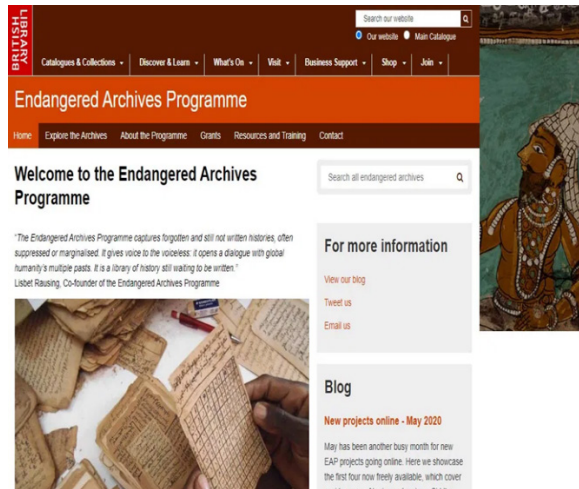 BRITISH
LIBRARY
Search our website
Our website Main Catalogue
Catalogues & Collections Discover & Learn What's On Visit Business Support Shop Join
Endangered Archives Programme
Home Explore the Archives About the Programme Grants Resources and Training Contact
Welcome to the Endangered Archives
Programme
"The Endangered Archives Programme captures forgotten and still not written histories, often
suppressed or marginalised. It gives voice to the voiceless: it opens a dialogue with global
humanity's multiple pasts. It is a library of history still waiting to be written."
Lisbet Rausing, Co-founder of the Endangered Archives Programme
Search all endangered archives
For more information
View our blog
Tweet us
Email us
Blog
New projects online - May 2020
May has been another busy month for new
EAP projects going online. Here we showcase
the first four now freely available, which cover